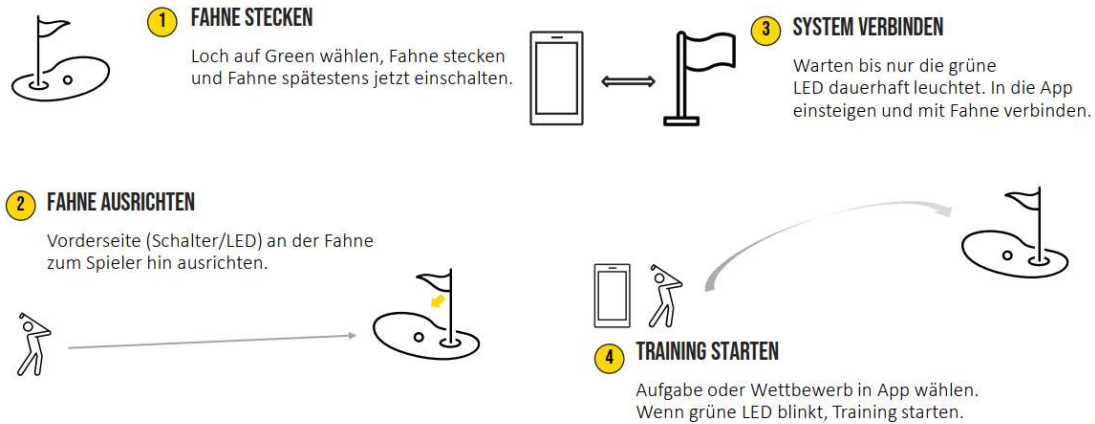 1 FAHNE STECKEN
Loch auf Green wählen, Fahne stecken
und Fahne spätestens jetzt einschalten.
2 FAHNE AUSRICHTEN
Vorderseite (Schalter/LED) an der Fahne
zum Spieler hin ausrichten.
3 SYSTEM VERBINDEN
Warten bis nur die grüne
LED dauerhaft leuchtet. In die App
einsteigen und mit Fahne verbinden.
4 TRAINING STARTEN
Aufgabe oder Wettbewerb in App wählen.
Wenn grüne LED blinkt, Training starten.